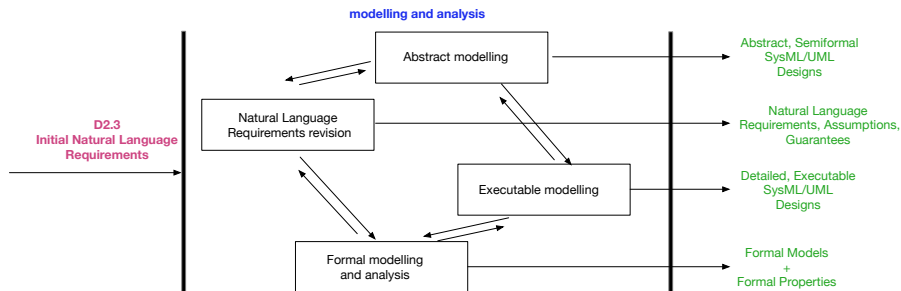 modelling and analysis
Abstract modelling
Abstract, Semiformal
SysML/UML
Designs
D2.3
Initial Natural Language
Requirements
Natural Language
Requirements revision
Natural Language
Requirements, Assumptions,
Guarantees
Executable modelling
Detailed, Executable
SysML/UML
Designs
Formal modelling
and analysis
Formal Models
+
Formal Properties